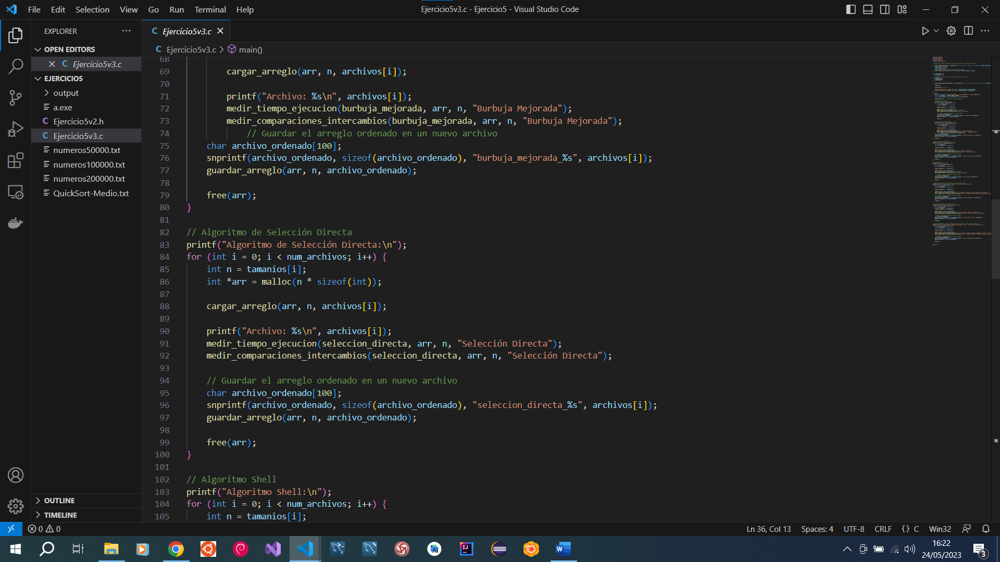 File Edit Selection View Go Run Terminal Help
Ejercicio5v3.c - Ejercicio5 - Visual Studio Code
EXPLORER
OPEN EDITORS
C Ejercicio5v3.c
EJERCICIO5
output
a.exe
C Ejercicio5v2.h
C Ejercicio5v3.c
numeros50000.txt
numeros100000.txt
numeros200000.txt
QuickSort-Medio.txt
OUTLINE
TIMELINE
C Ejercicio5v3.c
C Ejercicio5v3.c > main()
68
69 cargar_arreglo(arr, n, archivos[i]);
70
71 printf("Archivo: %s\n", archivos[i]);
72 medir_tiempo_ejecucion(burbuja_mejorada, arr, n, "Burbuja Mejorada");
73 medir_comparaciones_intercambios(burbuja_mejorada, arr, n, "Burbuja Mejorada");
74 // Guardar el arreglo ordenado en un nuevo archivo
75 char archivo_ordenado[100];
76 snprintf(archivo_ordenado, sizeof(archivo_ordenado), "burbuja_mejorada_%s", archivos[i]);
77 guardar_arreglo(arr, n, archivo_ordenado);
78
79 free(arr);
80 }
81
82 // Algoritmo de Selección Directa
83 printf("Algoritmo de Selección Directa:\n");
84 for (int i = 0; i < num_archivos; i++) {
85 int n = tamanios[i];
86 int *arr = malloc(n * sizeof(int));
87
88 cargar_arreglo(arr, n, archivos[i]);
89
90 printf("Archivo: %s\n", archivos[i]);
91 medir_tiempo_ejecucion(seleccion_directa, arr, n, "Selección Directa");
92 medir_comparaciones_intercambios(seleccion_directa, arr, n, "Selección Directa");
93
94 // Guardar el arreglo ordenado en un nuevo archivo
95 char archivo_ordenado[100];
96 snprintf(archivo_ordenado, sizeof(archivo_ordenado), "seleccion_directa_%s", archivos[i]);
97 guardar_arreglo(arr, n, archivo_ordenado);
98
99 free(arr);
100 }
101
102 // Algoritmo Shell
103 printf("Algoritmo Shell:\n");
104 for (int i = 0; i < num_archivos; i++) {
105 int n = tamanios[i];
0 0
Ln 36, Col 13 Spaces: 4 UTF-8 CRLF {} C Win32
16:22
24/05/2023
3